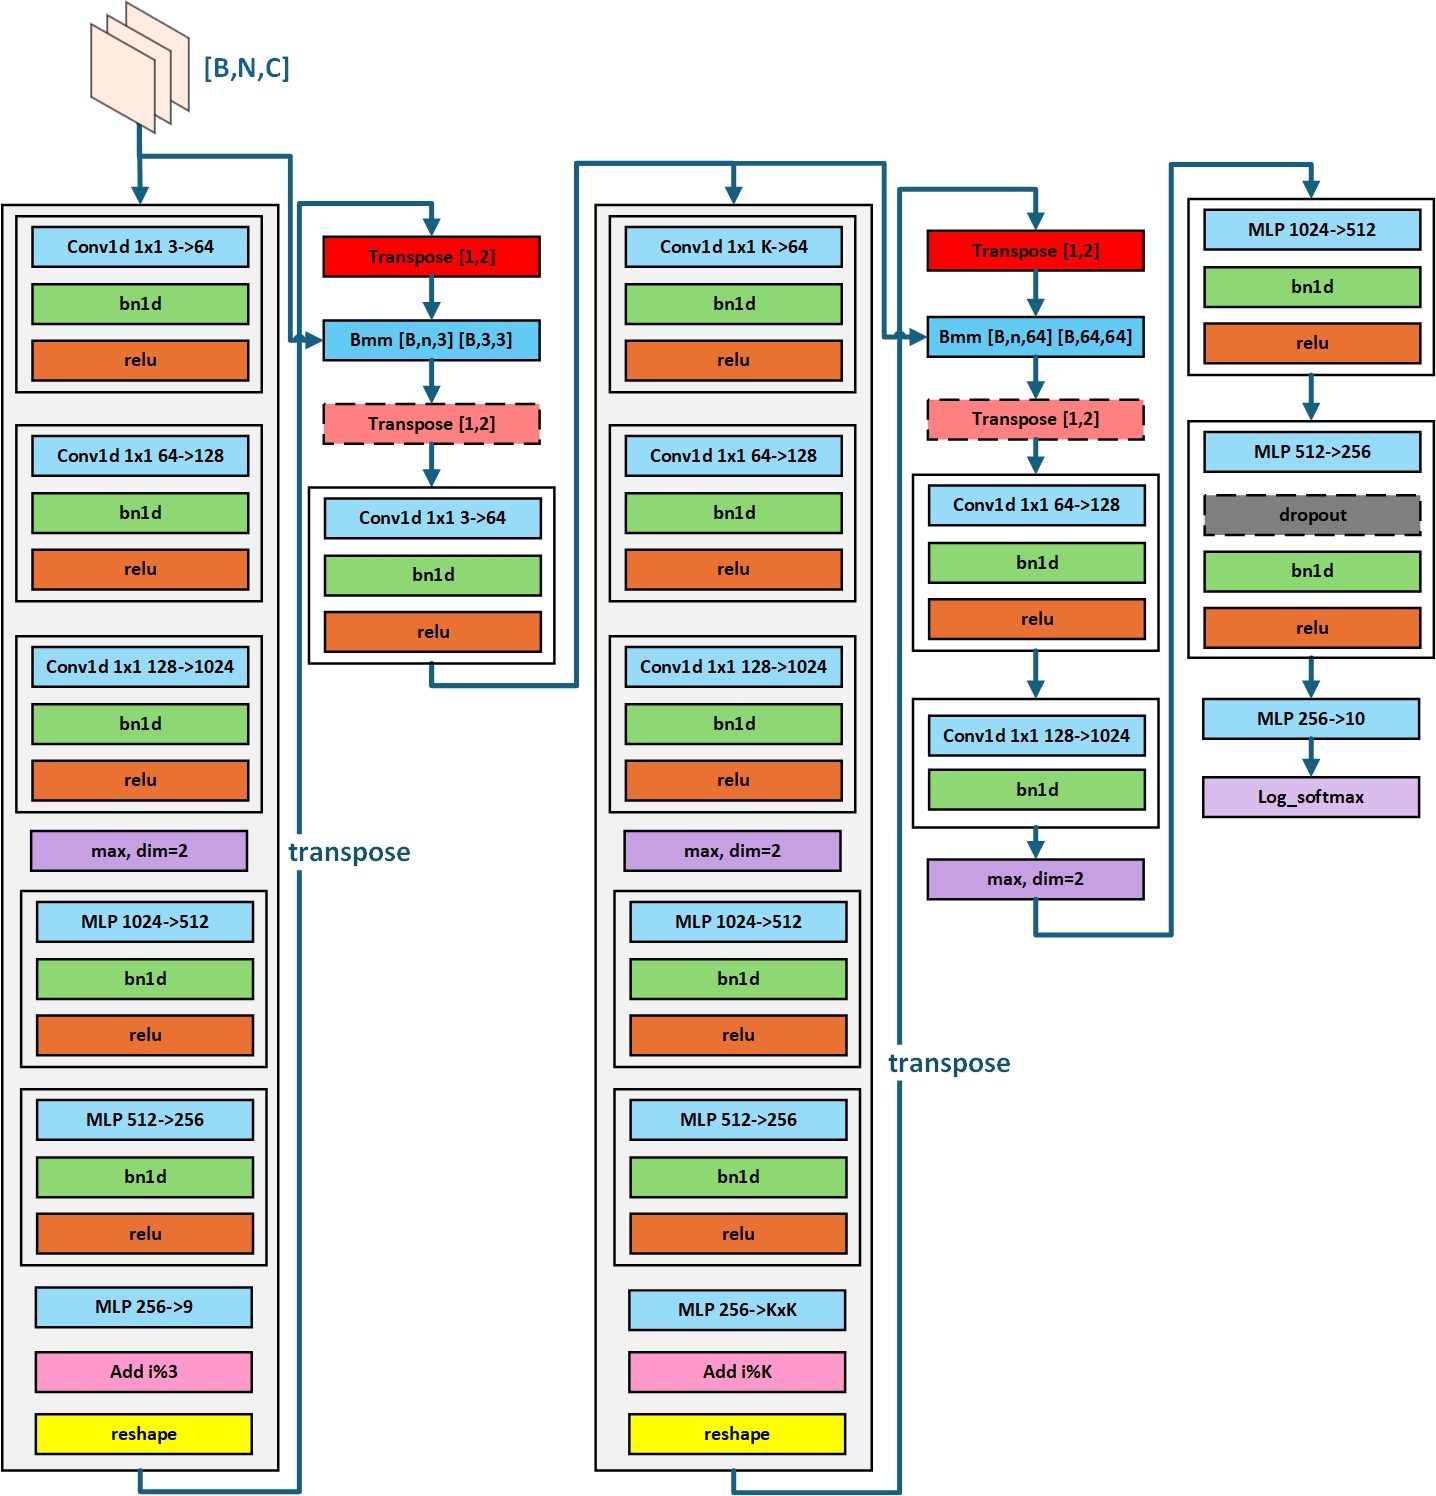 [B,N,C]
Conv1d 1x1 3->64
bn1d
relu
Conv1d 1x1 64->128
bn1d
relu
Conv1d 1x1 128->1024
bn1d
relu
max, dim=2
MLP 1024->512
bn1d
relu
MLP 512->256
bn1d
relu
MLP 256->9
Add i%3
reshape
transpose
Transpose [1,2]
Bmm [B,n,3] [B,3,3]
Transpose [1,2]
Conv1d 1x1 3->64
bn1d
relu
Conv1d 1x1 K->64
bn1d
relu
Conv1d 1x1 64->128
bn1d
relu
Conv1d 1x1 128->1024
bn1d
relu
max, dim=2
MLP 1024->512
bn1d
relu
MLP 512->256
bn1d
relu
MLP 256->KxK
Add i%K
reshape
transpose
Transpose [1,2]
Bmm [B,n,64] [B,64,64]
Transpose [1,2]
Conv1d 1x1 64->128
bn1d
relu
Conv1d 1x1 128->1024
bn1d
max, dim=2
MLP 1024->512
bn1d
relu
MLP 512->256
dropout
bn1d
relu
MLP 256->10
Log_softmax